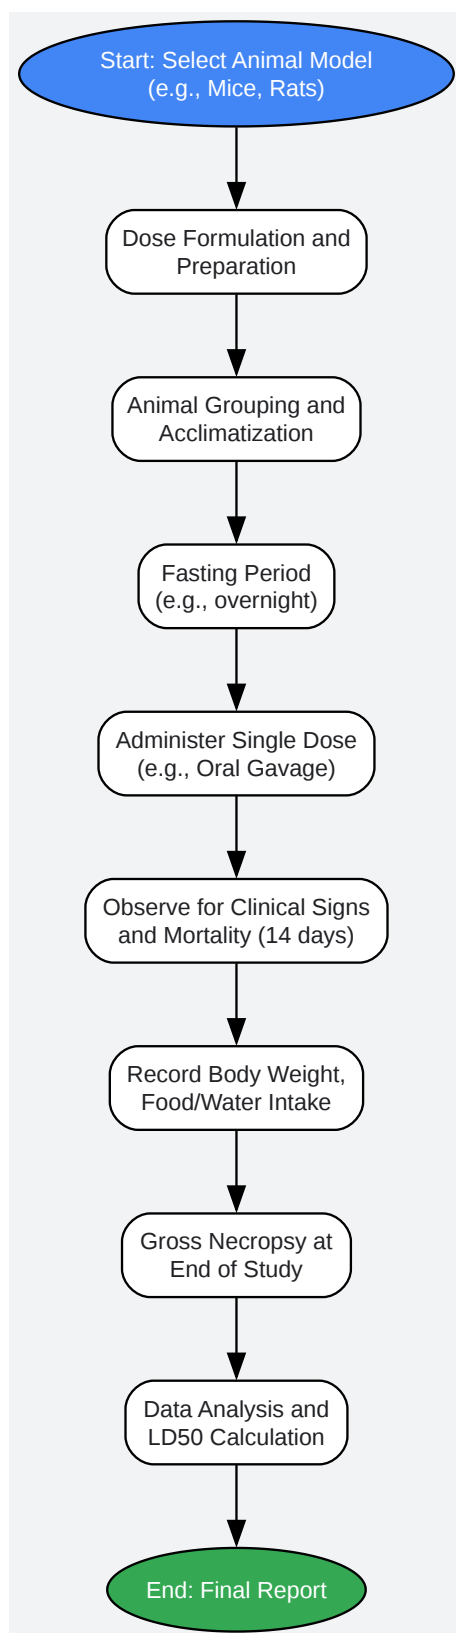 Start: Select Animal Model
(e.g., Mice, Rats)
Dose Formulation and
Preparation
Animal Grouping and
Acclimatization
Fasting Period
(e.g., overnight)
Administer Single Dose
(e.g., Oral Gavage)
Observe for Clinical Signs
and Mortality (14 days)
Record Body Weight,
Food/Water Intake
Gross Necropsy at
End of Study
Data Analysis and
LD50 Calculation
End: Final Report